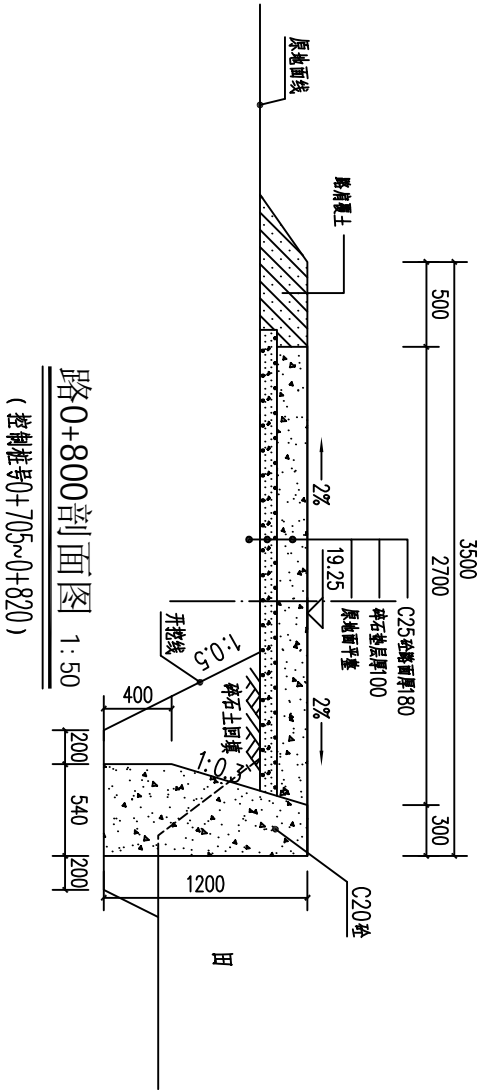 3500
500
2700
300
C25砼路面厚180
碎石垫层厚100
原地面平整
19.25
2%
2%
路肩覆土
原地面线
C20砼
1:0.5
开挖线
碎石土回填
1:0.3
400
1200
田
200
540
200
路0+800剖面图 1:50
(控制桩号0+705~0+820)